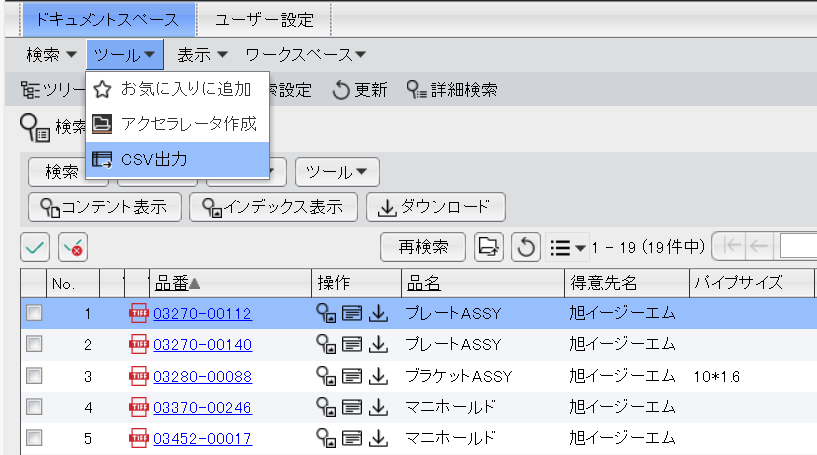 ドキュメントスペース ユーザー設定
検索 ツール 表示 ワークスペース
ツリー 設定 更新 詳細検索
お気に入りに追加
アクセラレータ作成
CSV出力
検索
検索 ツール
コンテント表示 インデックス表示 ダウンロード
再検索 1 - 19 (19件中)
No. 品番 操作 品名 得意先名 パイプサイズ
1 TIFF 03270-00112 プレートASSY 旭イージーエム
2 TIFF 03270-00140 プレートASSY 旭イージーエム
3 TIFF 03280-00088 ブラケットASSY 旭イージーエム 10*1.6
4 TIFF 03370-00246 マニホールド 旭イージーエム
5 TIFF 03452-00017 マニホールド 旭イージーエム